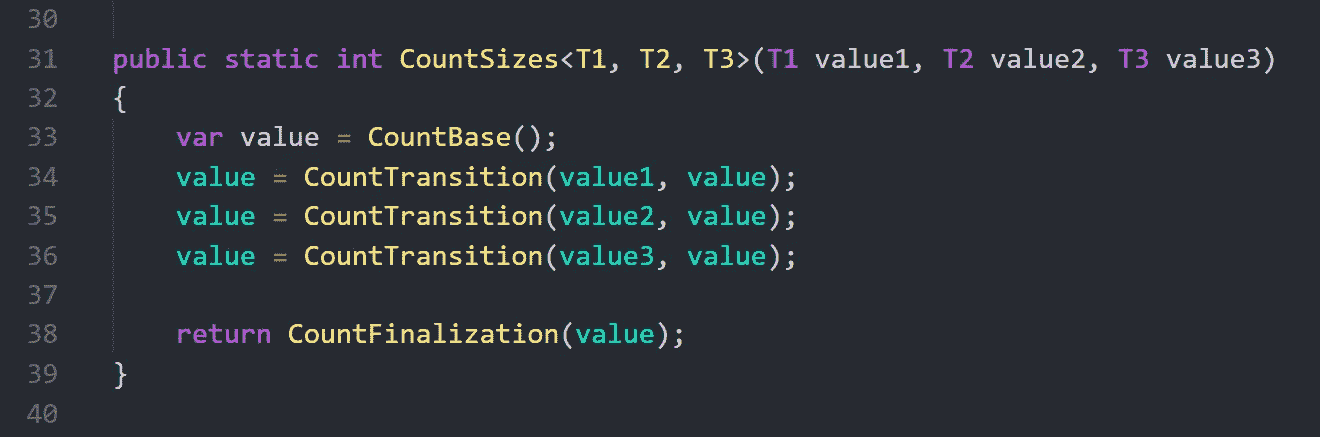 30
31 public static int CountSizes<T1, T2, T3>(T1 value1, T2 value2, T3 value3)
32 {
33 var value = CountBase();
34 value = CountTransition(value1, value);
35 value = CountTransition(value2, value);
36 value = CountTransition(value3, value);
37
38 return CountFinalization(value);
39 }
40